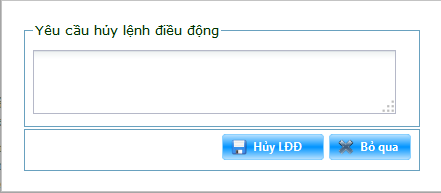 Yêu cầu hủy lệnh điều động
Hủy LĐĐ
Bỏ qua